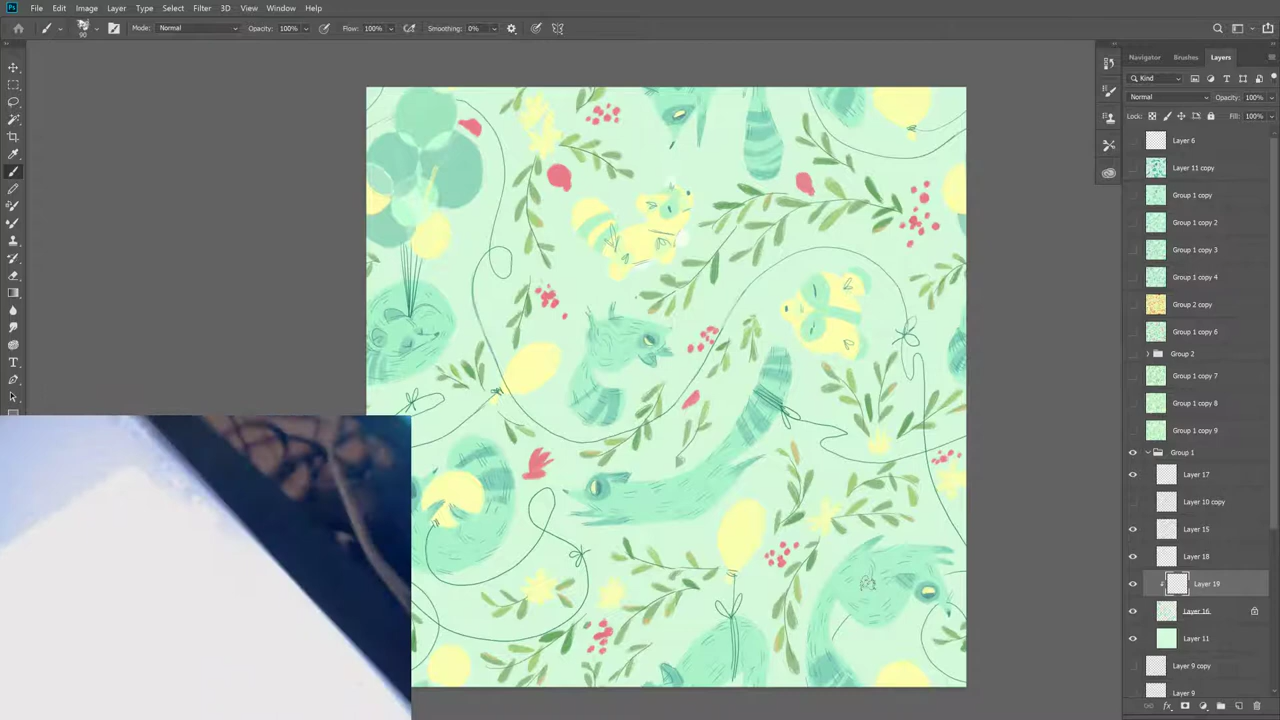 File Edit Image Layer Type Select Filter 3D View Window Help
90 Mode: Normal Opacity: 100% Flow: 100% Smoothing: 0%
Navigator Brushes Layers
Kind
Normal Opacity: 100%
Lock: Fill: 100%
Layer 6
Layer 11 copy
Group 1 copy
Group 1 copy 2
Group 1 copy 3
Group 1 copy 4
Group 2 copy
Group 1 copy 6
Group 2
Group 1 copy 7
Group 1 copy 8
Group 1 copy 9
Group 1
Layer 17
Layer 10 copy
Layer 15
Layer 18
Layer 19
Layer 16
Layer 11
Layer 9 copy
Layer 9